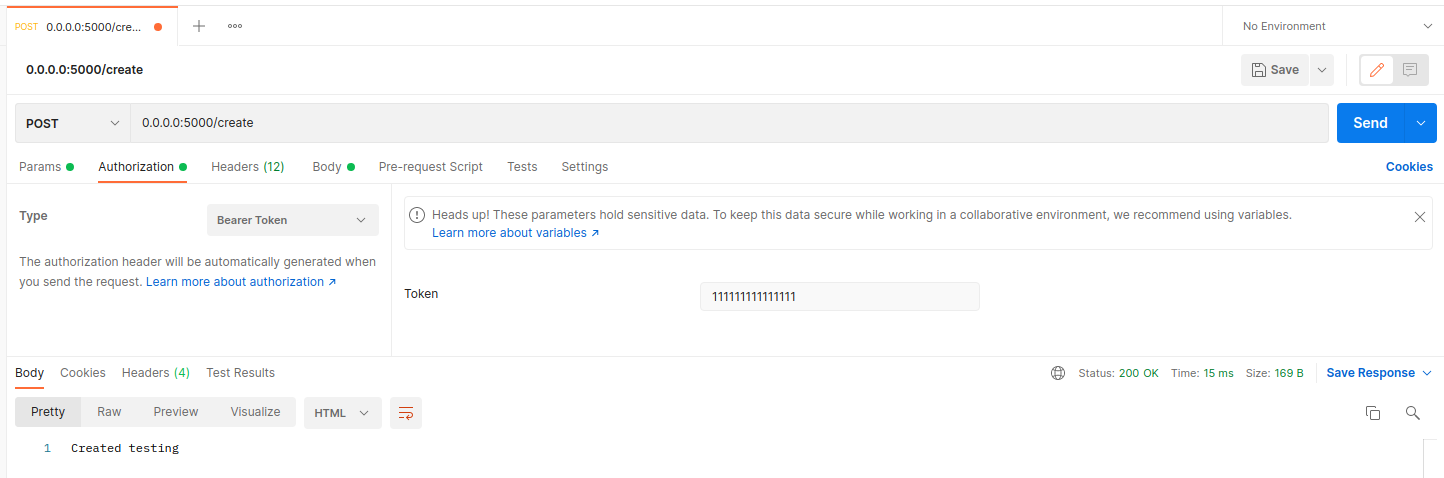 POST 0.0.0.0:5000/cre... No Environment
0.0.0.0:5000/create Save
POST 0.0.0.0:5000/create Send
Params Authorization Headers (12) Body Pre-request Script Tests Settings Cookies
Type Bearer Token
The authorization header will be automatically generated when
you send the request. Learn more about authorization ↗
Heads up! These parameters hold sensitive data. To keep this data secure while working in a collaborative environment, we recommend using variables.
Learn more about variables ↗
Token 111111111111111
Body Cookies Headers (4) Test Results Status: 200 OK Time: 15 ms Size: 169 B Save Response
Pretty Raw Preview Visualize HTML
1 Created testing